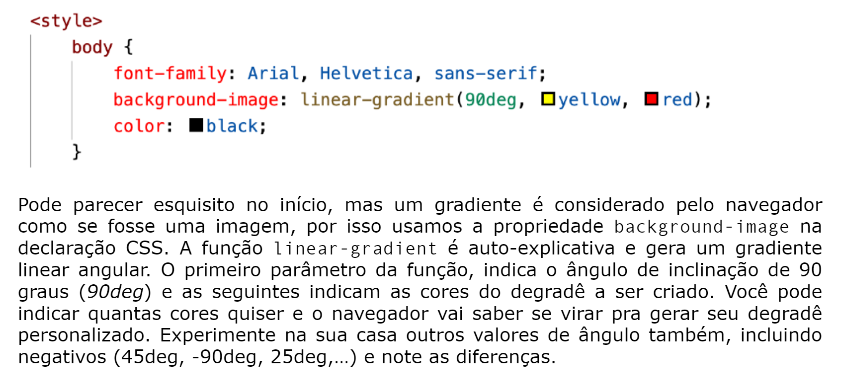 <style>
body {
font-family: Arial, Helvetica, sans-serif;
background-image: linear-gradient(90deg, yellow, red);
color: black;
}
Pode parecer esquisito no início, mas um gradiente é considerado pelo navegador
como se fosse uma imagem, por isso usamos a propriedade background-image na
declaração CSS. A função linear-gradient é auto-explicativa e gera um gradiente
linear angular. O primeiro parâmetro da função, indica o ângulo de inclinação de 90
graus (90deg) e as seguintes indicam as cores do degradê a ser criado. Você pode
indicar quantas cores quiser e o navegador vai saber se virar pra gerar seu degradê
personalizado. Experimente na sua casa outros valores de ângulo também, incluindo
negativos (45deg, -90deg, 25deg,…) e note as diferenças.